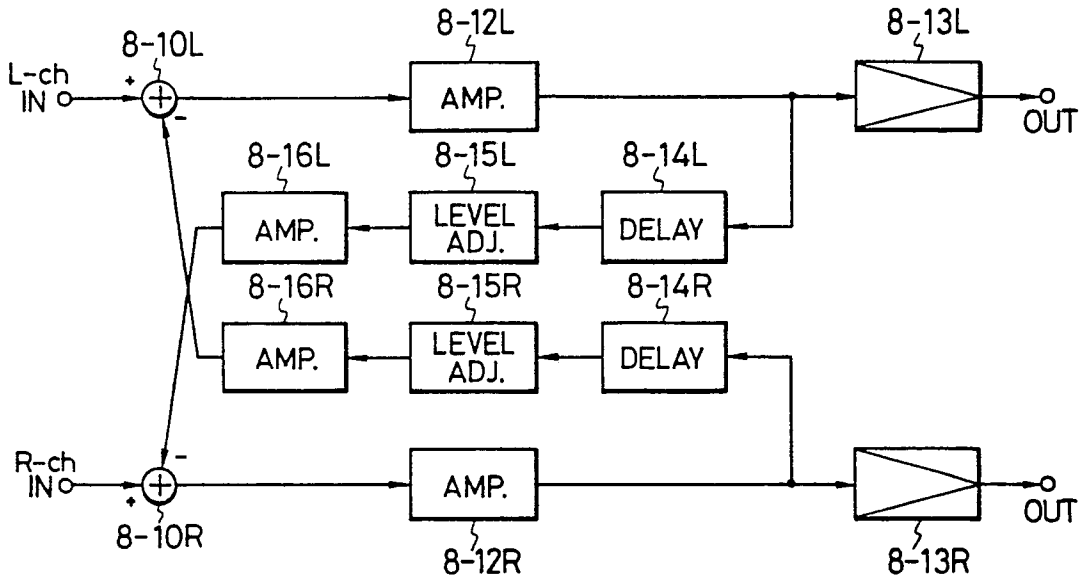 8-10L
8-12L
8-13L
L-ch
IN
+
-
AMP.
OUT
8-16L
8-15L
8-14L
AMP.
LEVEL
ADJ.
DELAY
8-16R
8-15R
8-14R
AMP.
LEVEL
ADJ.
DELAY
R-ch
IN
-
+
AMP.
OUT
8-10R
8-12R
8-13R